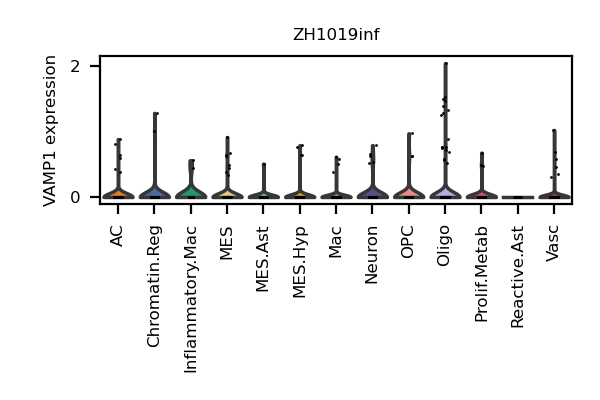 ZH1019inf
VAMP1 expression
2
0
AC
Chromatin.Reg
Inflammatory.Mac
MES
MES.Ast
MES.Hyp
Mac
Neuron
OPC
Oligo
Prolif.Metab
Reactive.Ast
Vasc